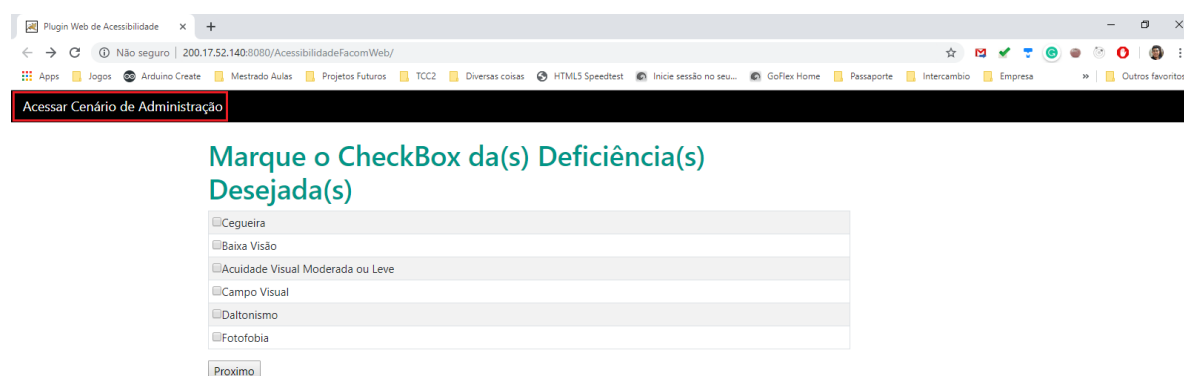 Plugin Web de Acessibilidade
Não seguro | 200.17.52.140:8080/AcessibilidadeFacomWeb/
Apps Jogos Arduino Create Mestrado Aulas Projetos Futuros TCC2 Diversas coisas HTML5 Speedtest Inicie sessão no seu... GoFlex Home Passaporte Intercambio Empresa » Outros favoritos
Acessar Cenário de Administração
Marque o CheckBox da(s) Deficiência(s)
Desejada(s)
Cegueira
Baixa Visão
Acuidade Visual Moderada ou Leve
Campo Visual
Daltonismo
Fotofobia
Proximo